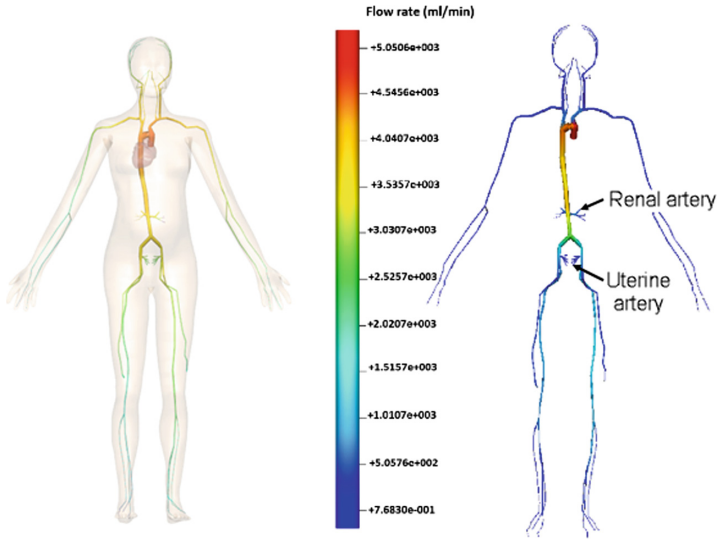 Flow rate (ml/min)
+5.0506e+003
+4.5456e+003
+4.0407e+003
+3.5357e+003
+3.0307e+003
+2.5257e+003
+2.0207e+003
+1.5157e+003
+1.0107e+003
+5.0576e+002
+7.6830e-001
Renal artery
Uterine
artery